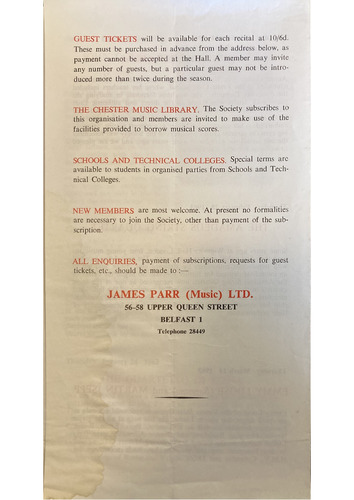 GUEST TICKETS will be available for each recital at 10/6d.
These must be purchased in advance from the address below, as
payment cannot be accepted at the Hall. A member may invite
any number of guests, but a particular guest may not be intro-
duced more than twice during the season.
THE CHESTER MUSIC LIBRARY. The Society subscribes to
this organisation and members are invited to make use of the
facilities provided to borrow musical scores.
SCHOOLS AND TECHNICAL COLLEGES. Special terms are
available to students in organised parties from Schools and Tech-
nical Colleges.
NEW MEMBERS are most welcome. At present no formalities
are necessary to join the Society, other than payment of the sub-
scription.
ALL ENQUIRIES, payment of subscriptions, requests for guest
tickets, etc., should be made to :—
JAMES PARR (Music) LTD.
56-58 UPPER QUEEN STREET
BELFAST 1
Telephone 28449